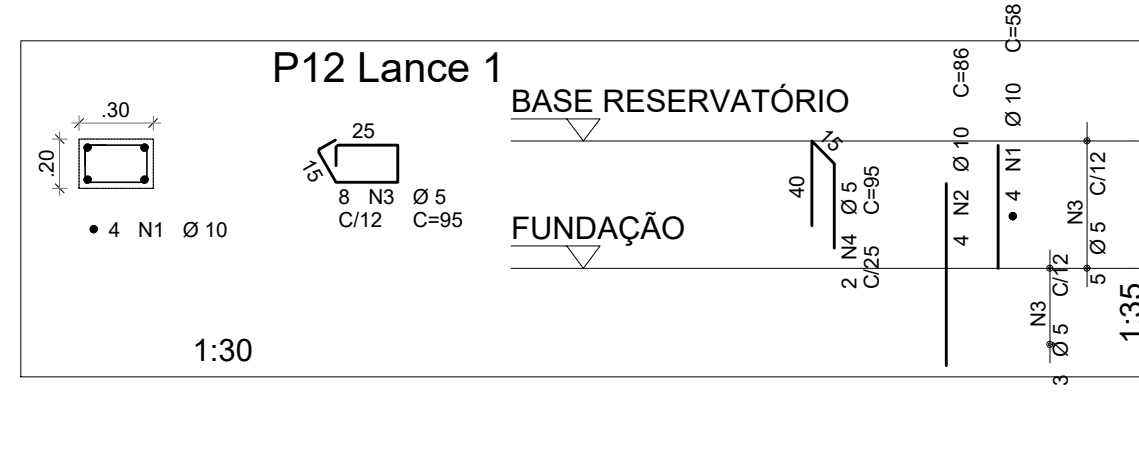 P12 Lance 1
.30
.20
• 4 N1 Ø 10
1:30
25
15
8 N3 Ø 5
C/12 C=95
BASE RESERVATÓRIO
FUNDAÇÃO
15
40
2 N4 Ø 5
C/25 C=95
4 N2 Ø 10 C=86
• 4 N1 Ø 10 C=58
N3
5 Ø 5 C/12
N3
3 Ø 5 C/12
1:35